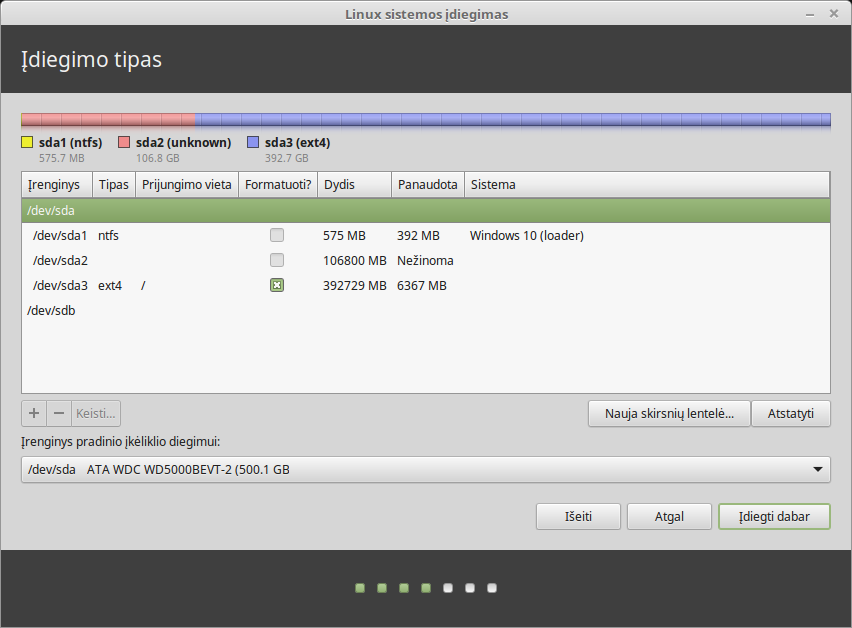 Linux sistemos įdiegimas
Įdiegimo tipas
sda1 (ntfs) sda2 (unknown) sda3 (ext4)
575.7 MB 106.8 GB 392.7 GB
Įrenginys Tipas Prijungimo vieta Formatuoti? Dydis Panaudota Sistema
/dev/sda
/dev/sda1 ntfs 575 MB 392 MB Windows 10 (loader)
/dev/sda2 106800 MB Nežinoma
/dev/sda3 ext4 / 392729 MB 6367 MB
/dev/sdb
+ − Keisti... Nauja skirsnių lentelė... Atstatyti
Įrenginys pradinio įkėliklio diegimui:
/dev/sda ATA WDC WD5000BEVT-2 (500.1 GB
Išeiti Atgal Įdiegti dabar